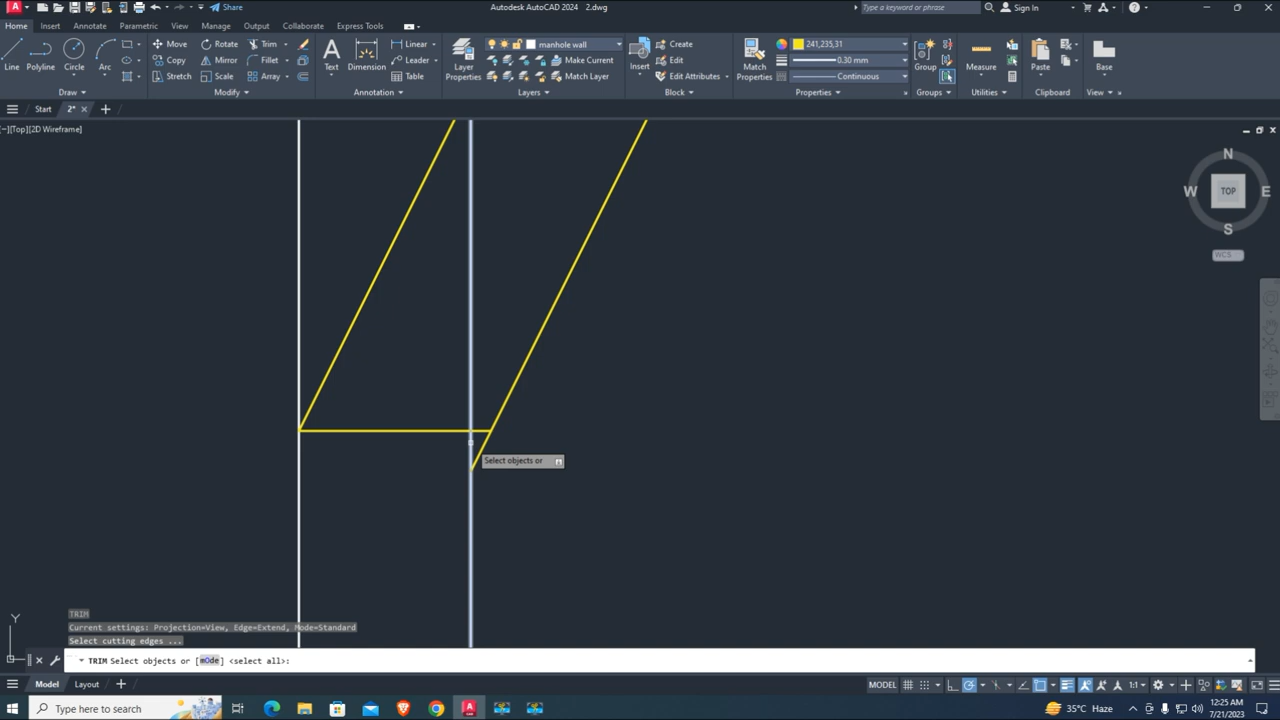 Share
Autodesk AutoCAD 2024 2.dwg
Type a keyword or phrase
Sign In
Home Insert Annotate Parametric View Manage Output Collaborate Express Tools
Line
Polyline
Circle
Arc
Move
Copy
Stretch
Rotate
Mirror
Scale
Trim
Fillet
Array
Text
Dimension
Linear
Leader
Table
Layer
Properties
manhole wall
Make Current
Match Layer
Insert
Create
Edit
Edit Attributes
Match
Properties
241,235,31
0.30 mm
Continuous
Group
Measure
Paste
Base
Draw Modify Annotation Layers Block Properties Groups Utilities Clipboard View
Start 2*
[−][Top][2D Wireframe]
N
W TOP E
S
WCS
Select objects or
Y
X
TRIM
Current settings: Projection=View, Edge=Extend, Mode=Standard
Select cutting edges ...
TRIM Select objects or [mOde] <select all>:
Model Layout
MODEL 1:1
Type here to search
35°C Haze
12:25 AM
7/21/2023